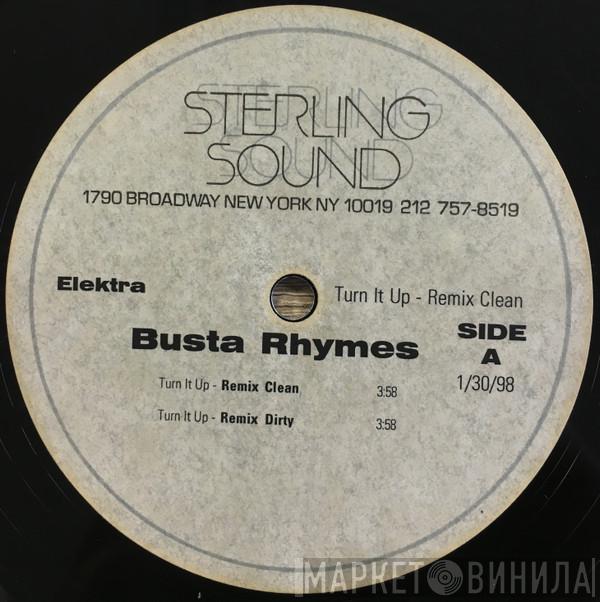 STERLING
SOUND
1790 BROADWAY NEW YORK NY 10019 212 757-8519
Elektra
Turn It Up - Remix Clean
Busta Rhymes
SIDE
A
1/30/98
Turn It Up - Remix Clean 3:58
Turn It Up - Remix Dirty 3:58
МАРКЕТ ВИНИЛА